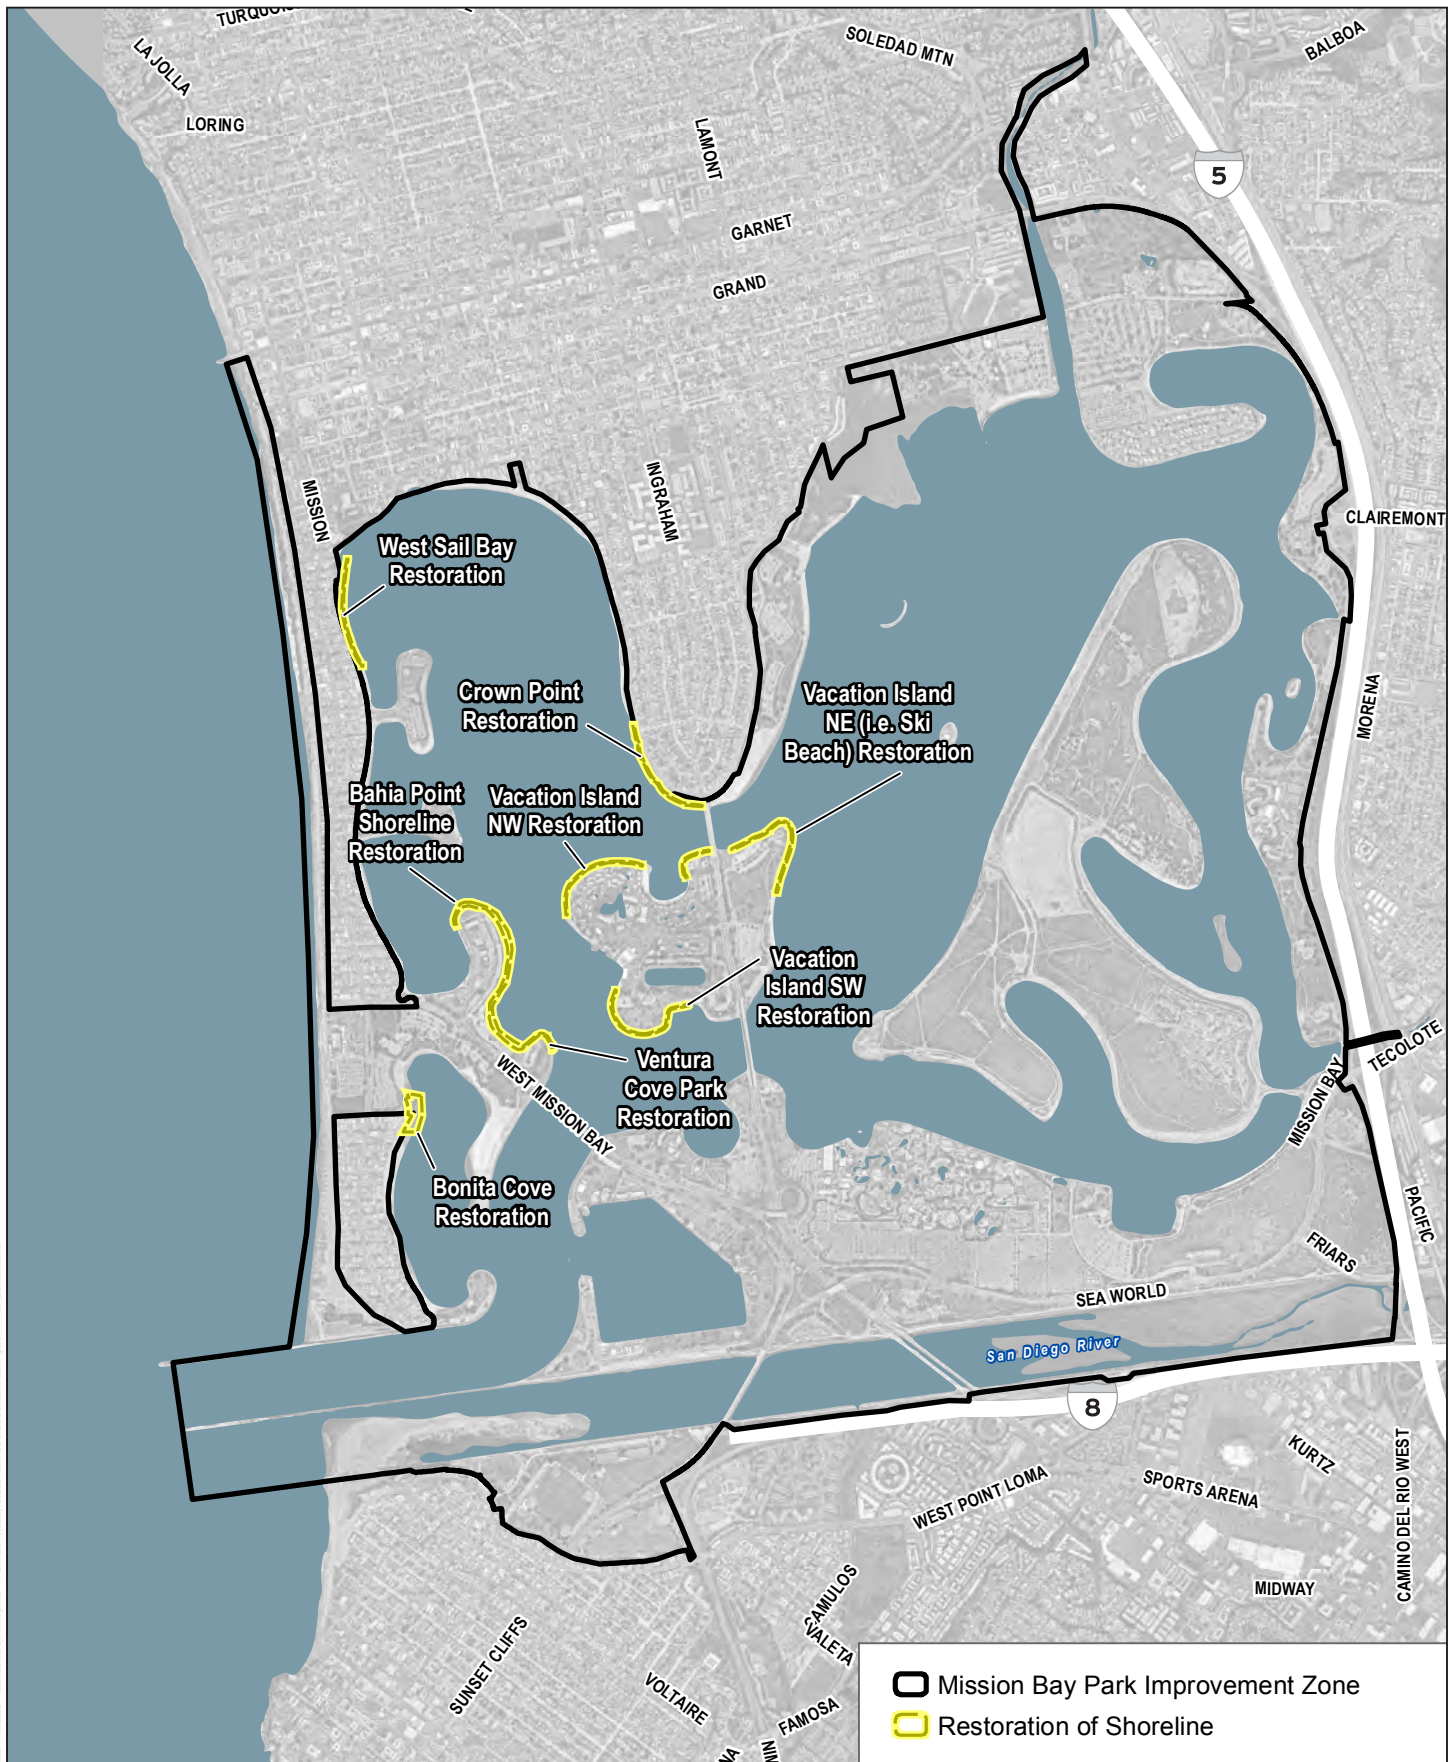 LA JOLLA
LORING
SOLEDAD MTN
BALBOA
LAMONT
5
GARNET
GRAND
MISSION
INGRAHAM
CLAIREMONT
West Sail Bay
Restoration
Crown Point
Restoration
Vacation Island
NE (i.e. Ski
Beach) Restoration
MORENA
Bahia Point
Shoreline
Restoration
Vacation Island
NW Restoration
Vacation
Island SW
Restoration
Ventura
Cove Park
Restoration
WEST MISSION BAY
TECOLOTE
MISSION BAY
Bonita Cove
Restoration
PACIFIC
FRIARS
SEA WORLD
San Diego River
8
KURTZ
WEST POINT LOMA
SPORTS ARENA
CAMINO DEL RIO WEST
MIDWAY
CAMULOS
VALETA
SUNSET CLIFFS
VOLTAIRE
FAMOSA
Mission Bay Park Improvement Zone
Restoration of Shoreline